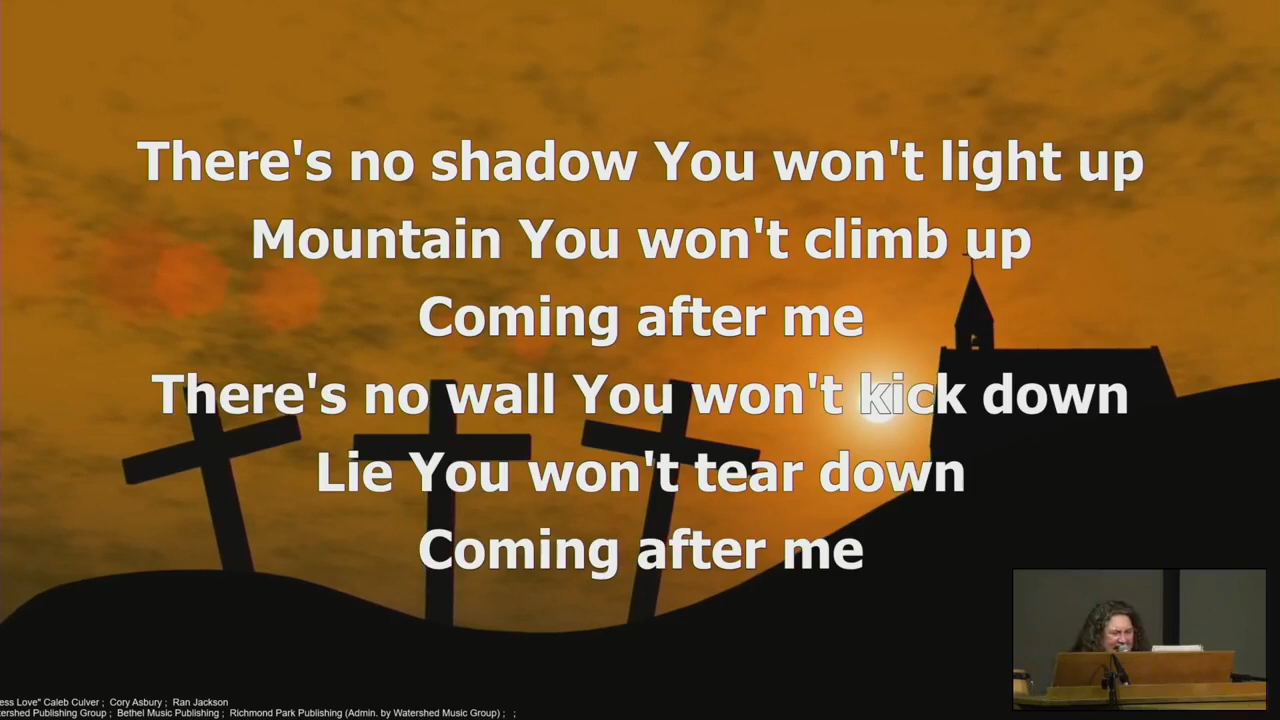 There's no shadow You won't light up
Mountain You won't climb up
Coming after me
There's no wall You won't kick down
Lie You won't tear down
Coming after me
ess Love" Caleb Culver ; Cory Asbury ; Ran Jackson
tershed Publishing Group ; Bethel Music Publishing ; Richmond Park Publishing (Admin. by Watershed Music Group) ; ;